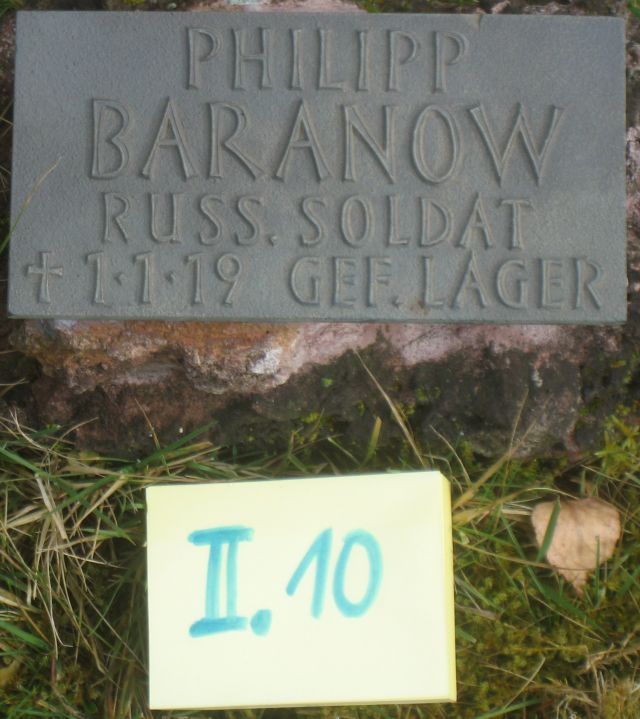 PHILIPP
BARANOW
RUSS. SOLDAT
✝ 1·1·19 GEF. LAGER
II. 10